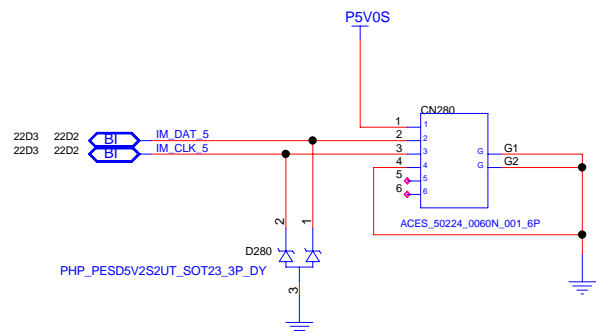 P5V0S
CN280
1 1
22D3 22D2 BI IM_DAT_5 2 2
22D3 22D2 BI IM_CLK_5 3 3 G G1
4 4 G G2
5 5
6 6
ACES_50224_0060N_001_6P
2 1
D280
PHP_PESD5V2S2UT_SOT23_3P_DY
3